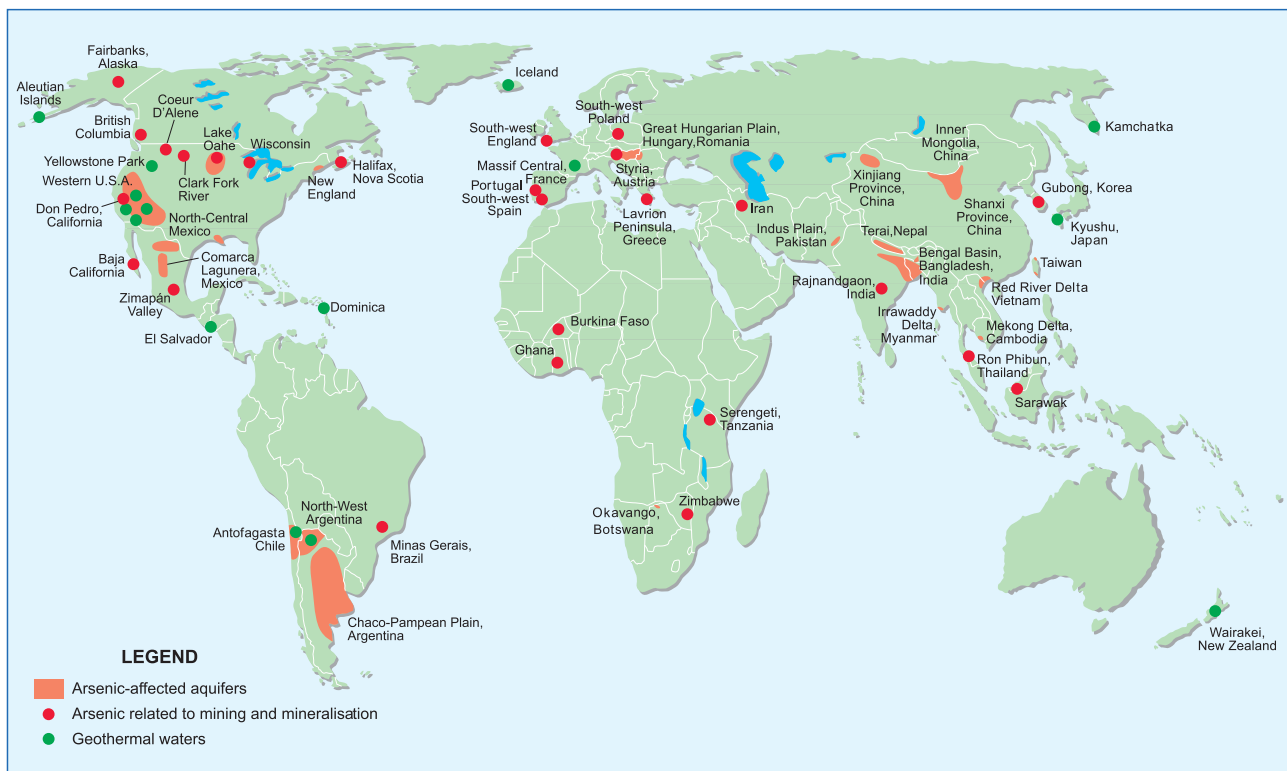 Fairbanks,
Alaska
Aleutian
Islands
Coeur
D'Alene
British
Columbia
Lake
Oahe
Wisconsin
Yellowstone Park
Western U.S.A.
Clark Fork
River
New
England
Halifax,
Nova Scotia
Don Pedro,
California
North-Central
Mexico
Baja
California
Comarca
Lagunera,
Mexico
Zimapán
Valley
Dominica
El Salvador
Iceland
South-west
Poland
South-west
England
Great Hungarian Plain,
Hungary,Romania
Massif Central,
France
Styria,
Austria
Portugal
South-west
Spain
Lavrion
Peninsula,
Greece
Iran
Inner
Mongolia,
China
Kamchatka
Xinjiang
Province,
China
Gubong, Korea
Shanxi
Province,
China
Kyushu,
Japan
Indus Plain,
Pakistan
Terai,Nepal
Bengal Basin,
Bangladesh,
India
Taiwan
Rajnandgaon,
India
Red River Delta
Vietnam
Irrawaddy
Delta,
Myanmar
Mekong Delta,
Cambodia
Ron Phibun,
Thailand
Sarawak
Burkina Faso
Ghana
Serengeti,
Tanzania
Zimbabwe
Okavango,
Botswana
North-West
Argentina
Antofagasta
Chile
Minas Gerais,
Brazil
Chaco-Pampean Plain,
Argentina
Wairakei,
New Zealand
LEGEND
Arsenic-affected aquifers
Arsenic related to mining and mineralisation
Geothermal waters